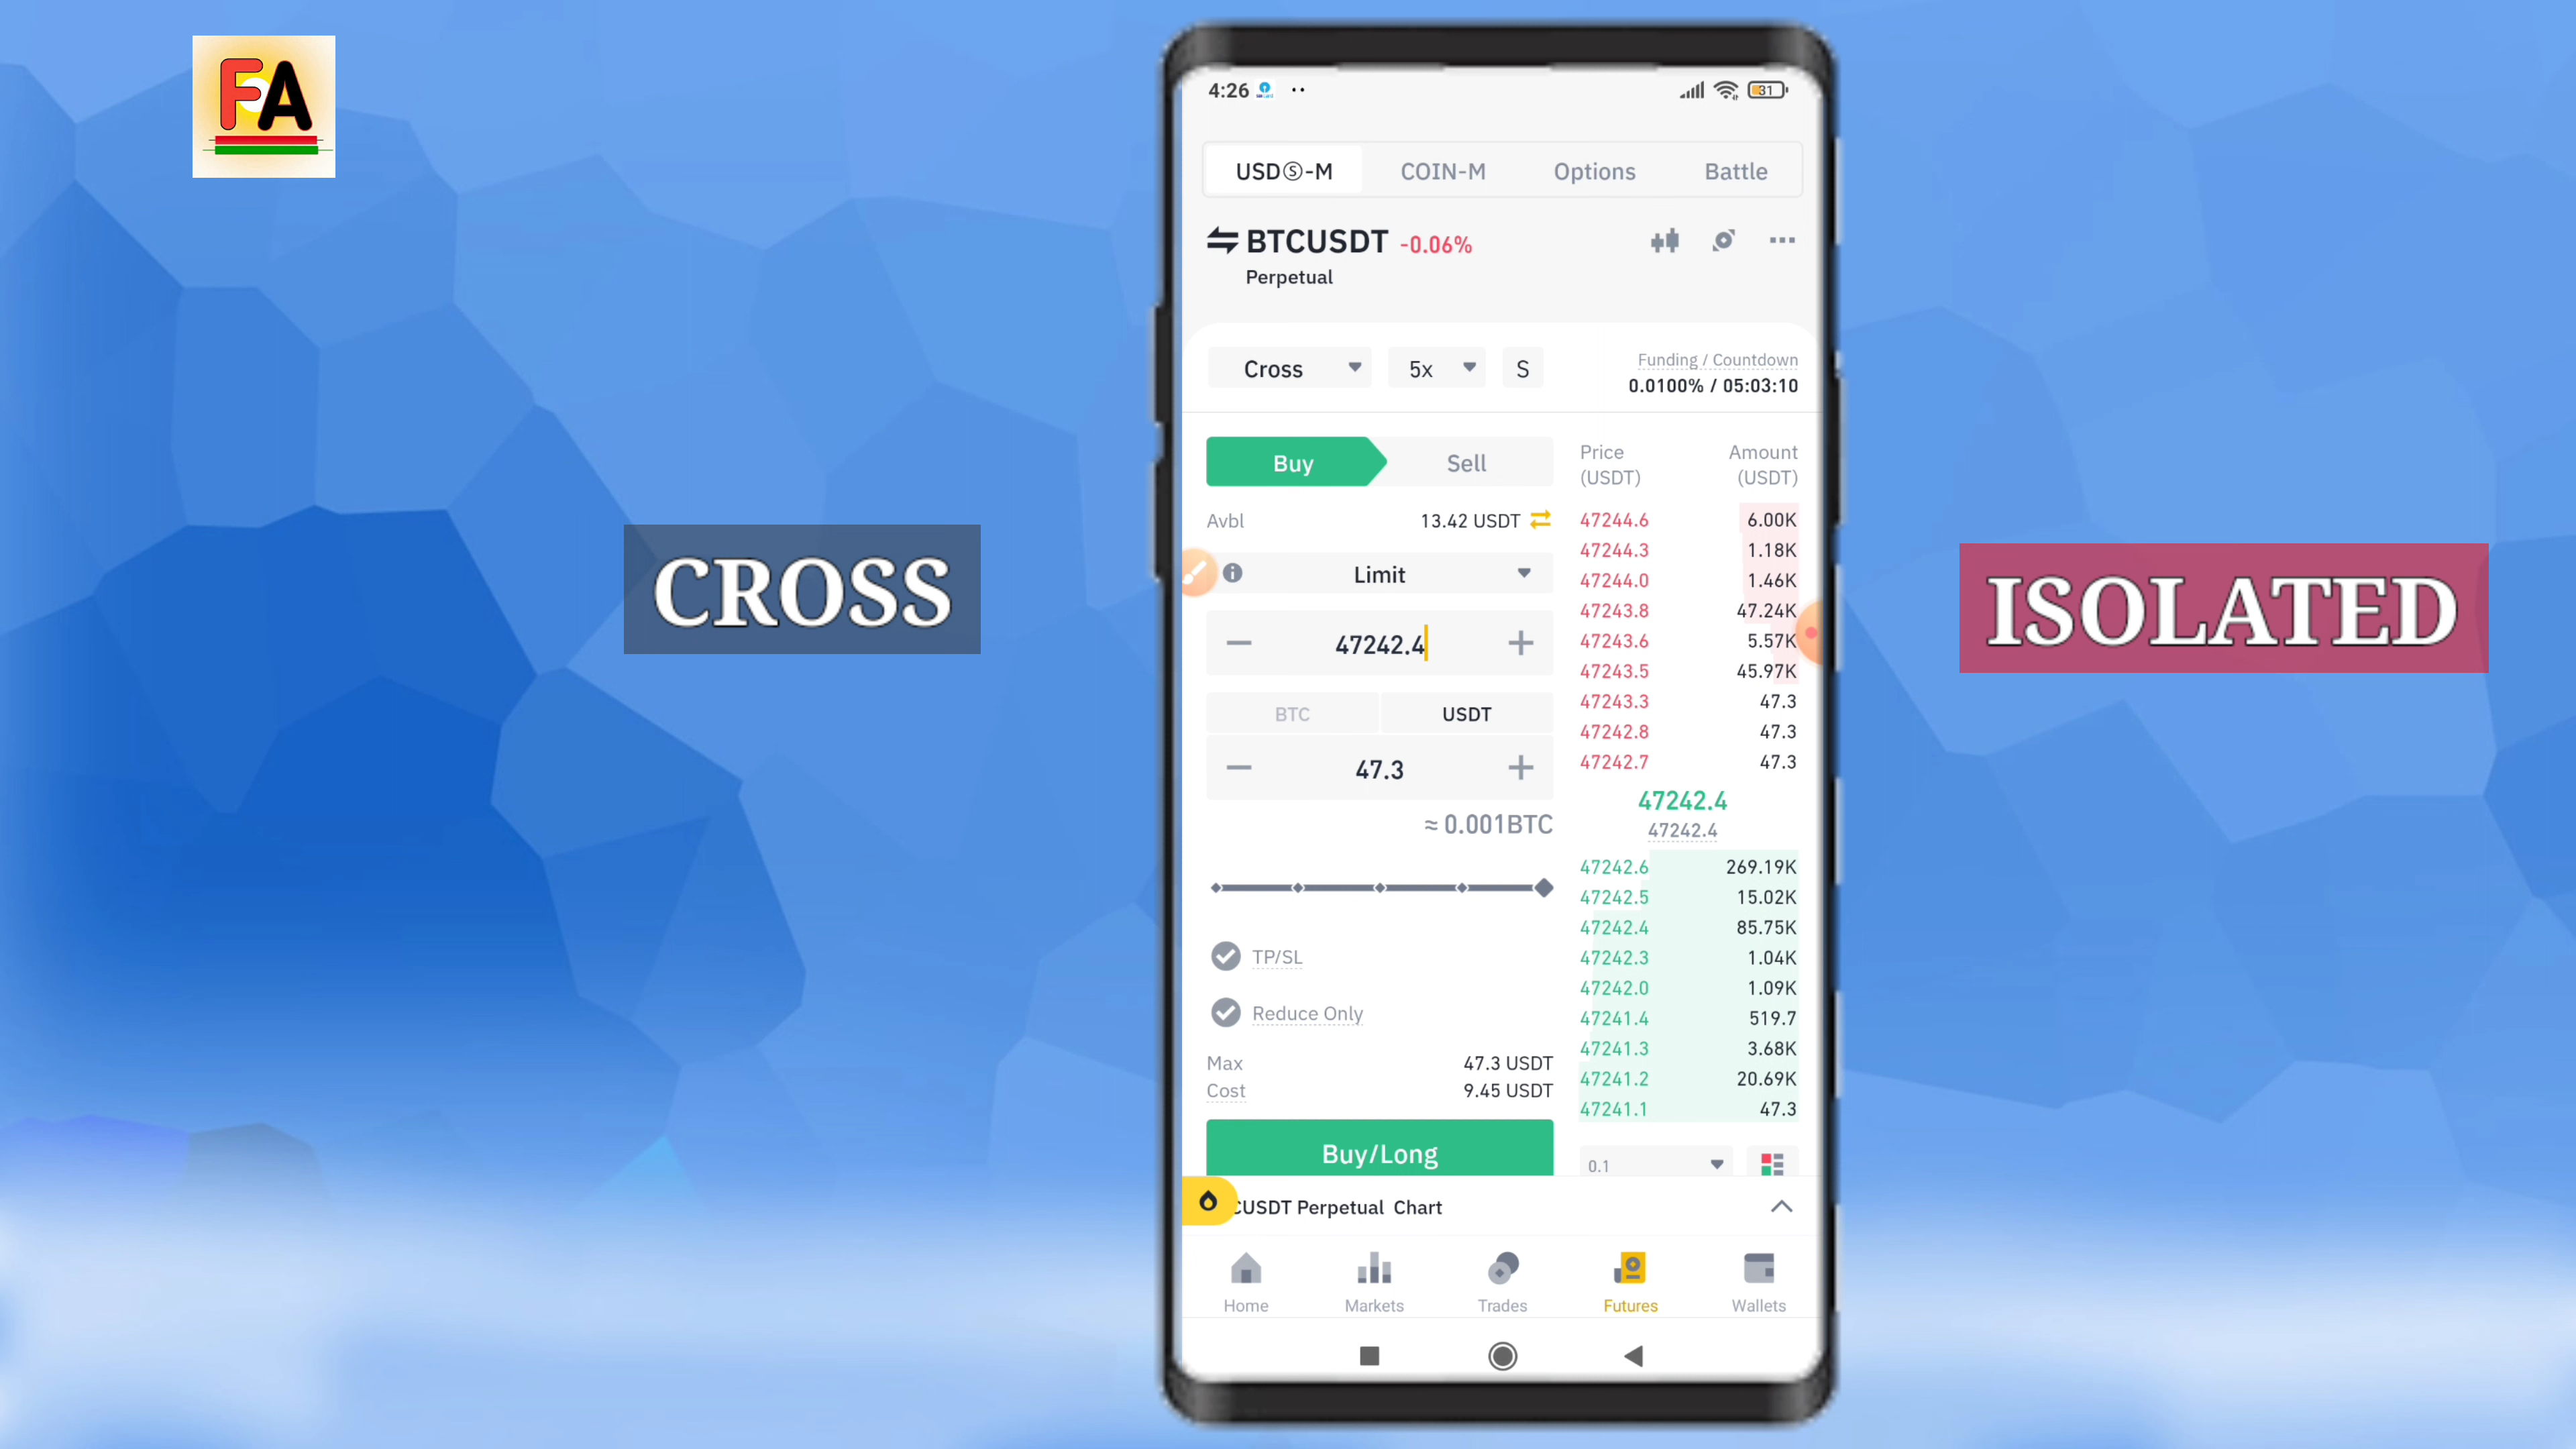 FA
CROSS
ISOLATED
4:26
31
USDⓈ-M COIN-M Options Battle
BTCUSDT -0.06%
Perpetual
Cross 5x S
Funding / Countdown
0.0100% / 05:03:10
Buy Sell
Avbl 13.42 USDT
Limit
47242.4
BTC USDT
47.3
≈ 0.001BTC
TP/SL
Reduce Only
Max 47.3 USDT
Cost 9.45 USDT
Buy/Long
Price Amount
(USDT) (USDT)
47244.6 6.00K
47244.3 1.18K
47244.0 1.46K
47243.8 47.24K
47243.6 5.57K
47243.5 45.97K
47243.3 47.3
47242.8 47.3
47242.7 47.3
47242.4
47242.4
47242.6 269.19K
47242.5 15.02K
47242.4 85.75K
47242.3 1.04K
47242.0 1.09K
47241.4 519.7
47241.3 3.68K
47241.2 20.69K
47241.1 47.3
0.1
CUSDT Perpetual Chart
Home Markets Trades Futures Wallets